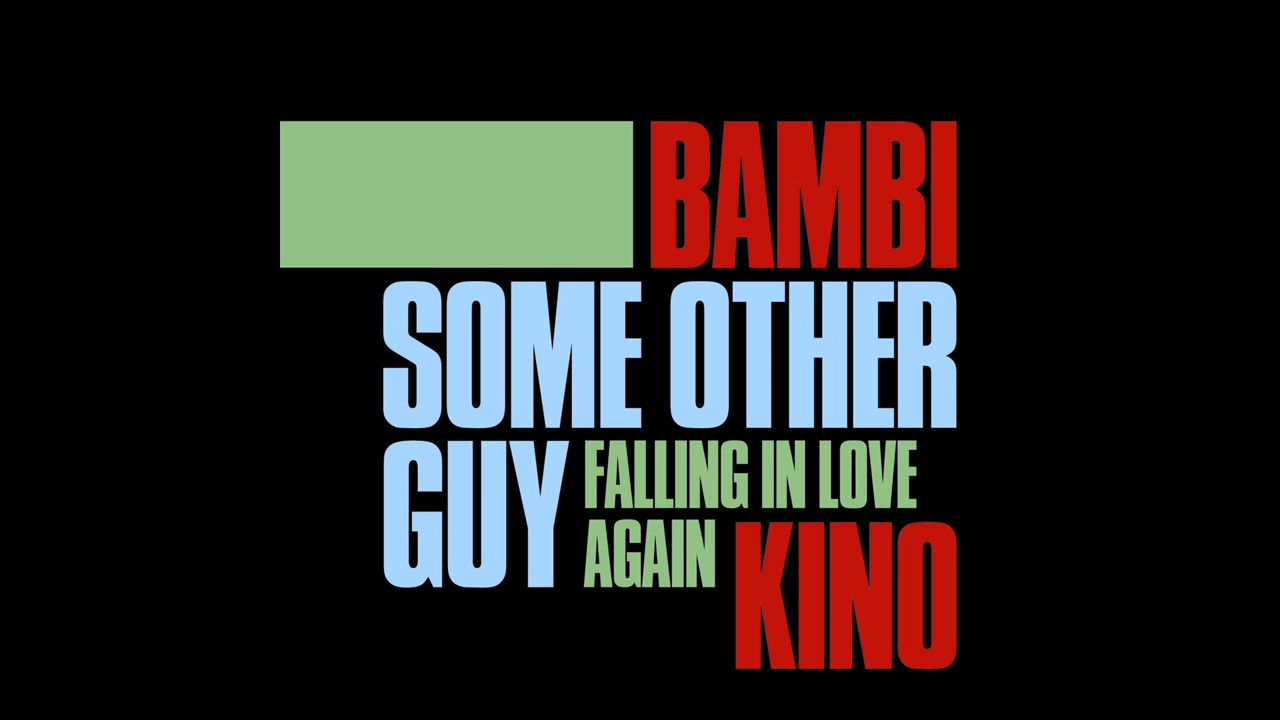 BAMBI
SOME OTHER
GUY
FALLING IN LOVE
AGAIN
KINO